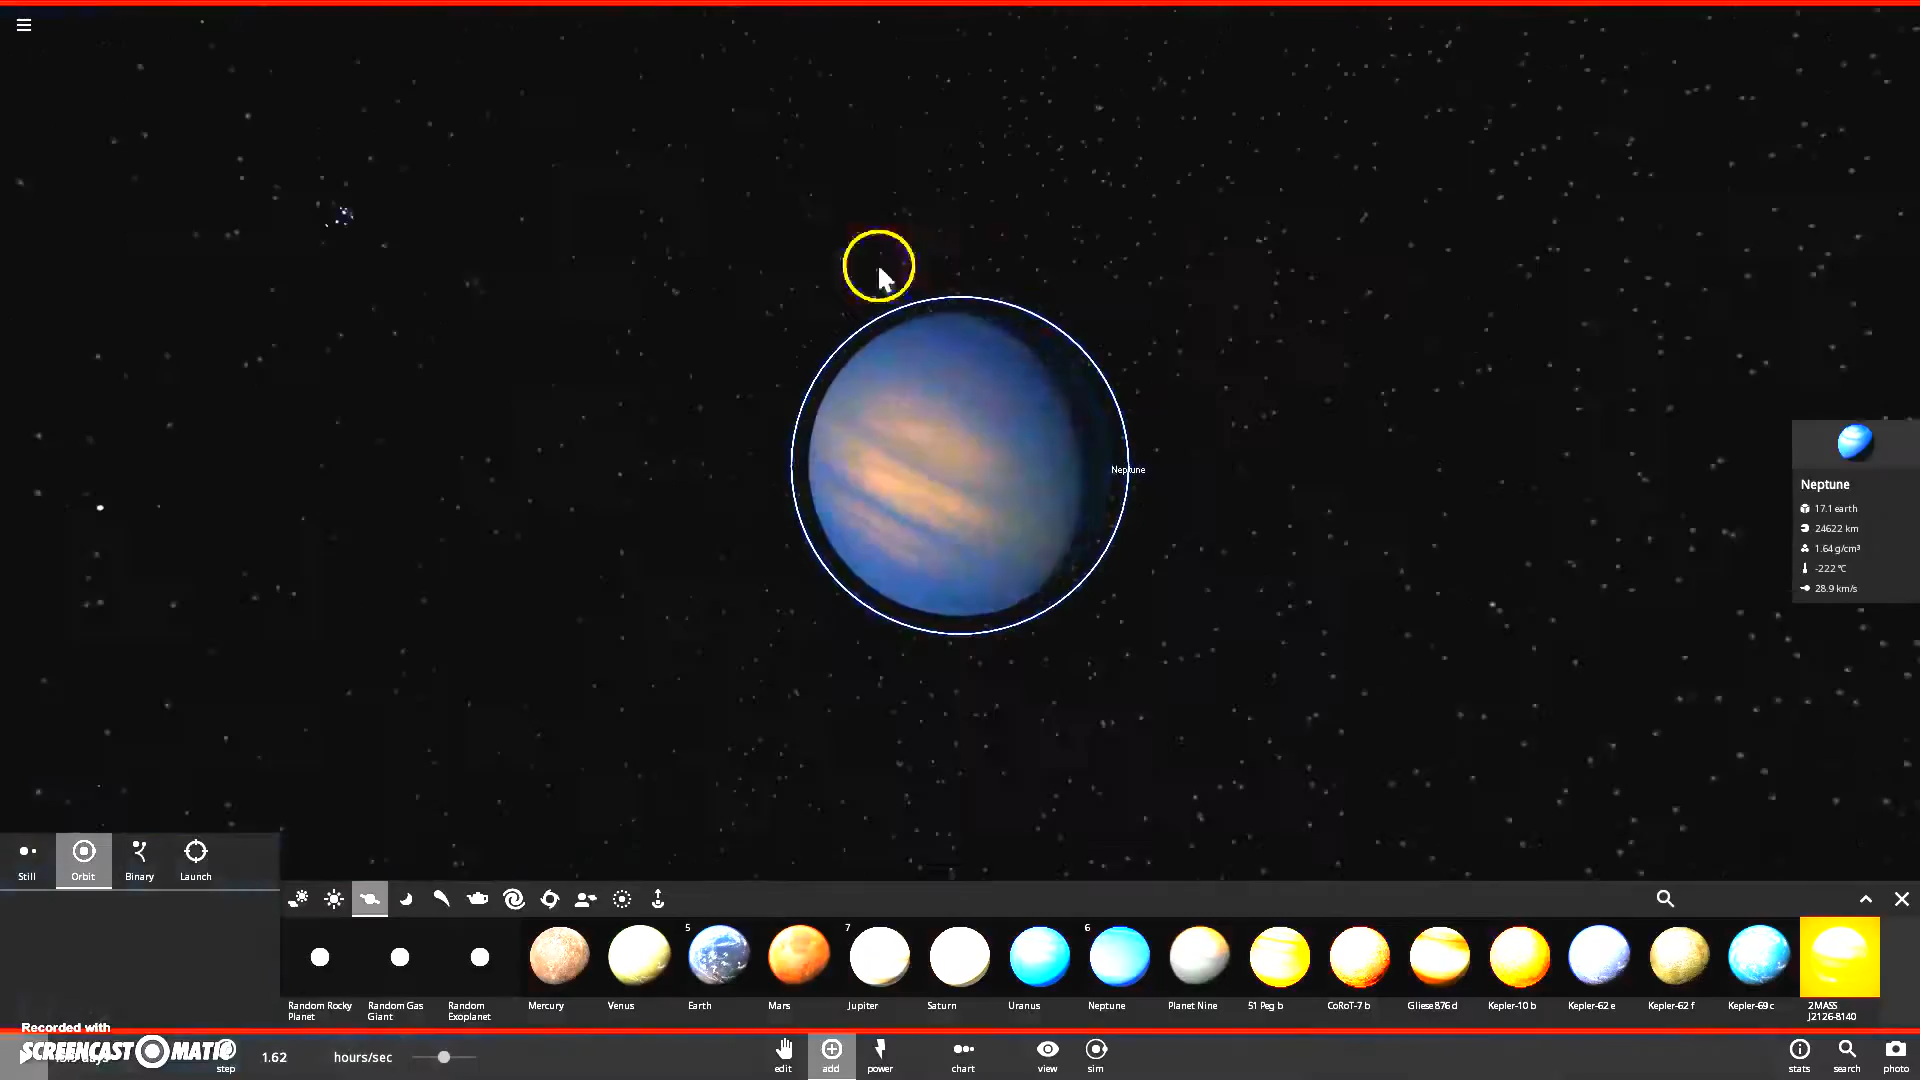 Neptune
Neptune
17.1 earth
24622 km
1.64 g/cm³
-222 °C
28.9 km/s
Still
Orbit
Binary
Launch
5
7
6
Random Rocky Planet
Random Gas Giant
Random Exoplanet
Mercury
Venus
Earth
Mars
Jupiter
Saturn
Uranus
Neptune
Planet Nine
51 Peg b
CoRoT-7 b
Gliese 876 d
Kepler-10 b
Kepler-62 e
Kepler-62 f
Kepler-69 c
2MASS J2126-8140
Recorded with
SCREENCAST MATIC
days
step
1.62
hours/sec
edit
add
power
chart
view
sim
stats
search
photo